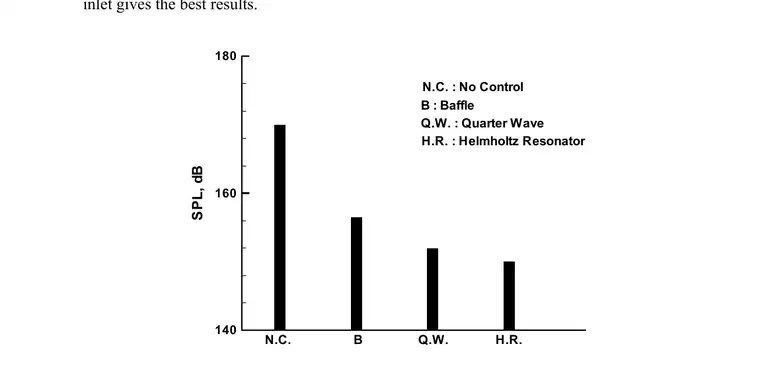 inlet gives the best results.
180
N.C. : No Control
B : Baffle
Q.W. : Quarter Wave
H.R. : Helmholtz Resonator
SPL, dB
160
140
N.C. B Q.W. H.R.